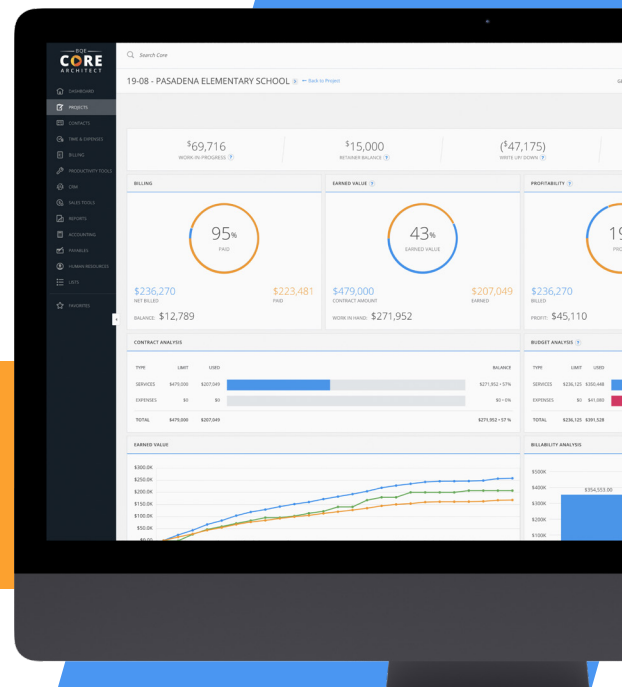 BQE
CORE
ARCHITECT
DASHBOARD
PROJECTS
CONTACTS
TIME & EXPENSES
BILLING
PRODUCTIVITY TOOLS
CRM
SALES TOOLS
REPORTS
ACCOUNTING
PAYABLES
HUMAN RESOURCES
LISTS
FAVORITES
Search Core
19-08 - PASADENA ELEMENTARY SCHOOL ← Back to Project
$69,716
WORK-IN-PROGRESS ?
$15,000
RETAINER BALANCE ?
($47,175)
WRITE UP/ DOWN ?
BILLING
95%
PAID
$236,270 $223,481
NET BILLED PAID
BALANCE: $12,789
EARNED VALUE ?
43%
EARNED VALUE
$479,000 $207,049
CONTRACT AMOUNT EARNED
WORK IN HAND: $271,952
PROFITABILITY ?
19
PRO
$236,270
BILLED
PROFIT: $45,110
CONTRACT ANALYSIS
TYPE LIMIT USED BALANCE
SERVICES $479,000 $207,049 $271,952 • 57%
EXPENSES $0 $0 $0 • 0%
TOTAL $479,000 $207,049 $271,952 • 57 %
BUDGET ANALYSIS ?
TYPE LIMIT USED
SERVICES $236,125 $350,448
EXPENSES $0 $41,080
TOTAL $236,125 $391,528
EARNED VALUE
$300.0K
$250.0K
$200.0K
$150.0K
$100.0K
$50.0K
$0.00
BILLABILITY ANALYSIS
$500K
$400K
$354,553.00
$300K
$200K
$100K